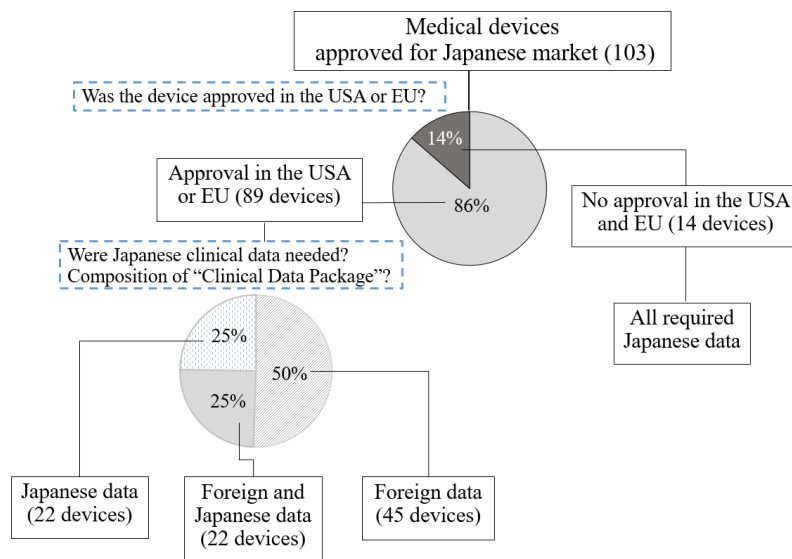 Medical devices
approved for Japanese market (103)
Was the device approved in the USA or EU?
14%
86%
Approval in the USA
or EU (89 devices)
No approval in the USA
and EU (14 devices)
Were Japanese clinical data needed?
Composition of “Clinical Data Package”?
All required
Japanese data
25%
50%
25%
Japanese data
(22 devices)
Foreign and
Japanese data
(22 devices)
Foreign data
(45 devices)